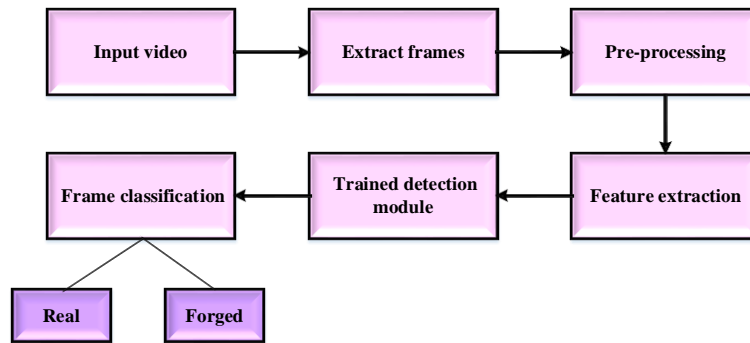 Input video
Extract frames
Pre-processing
Frame classification
Trained detection
module
Feature extraction
Real
Forged